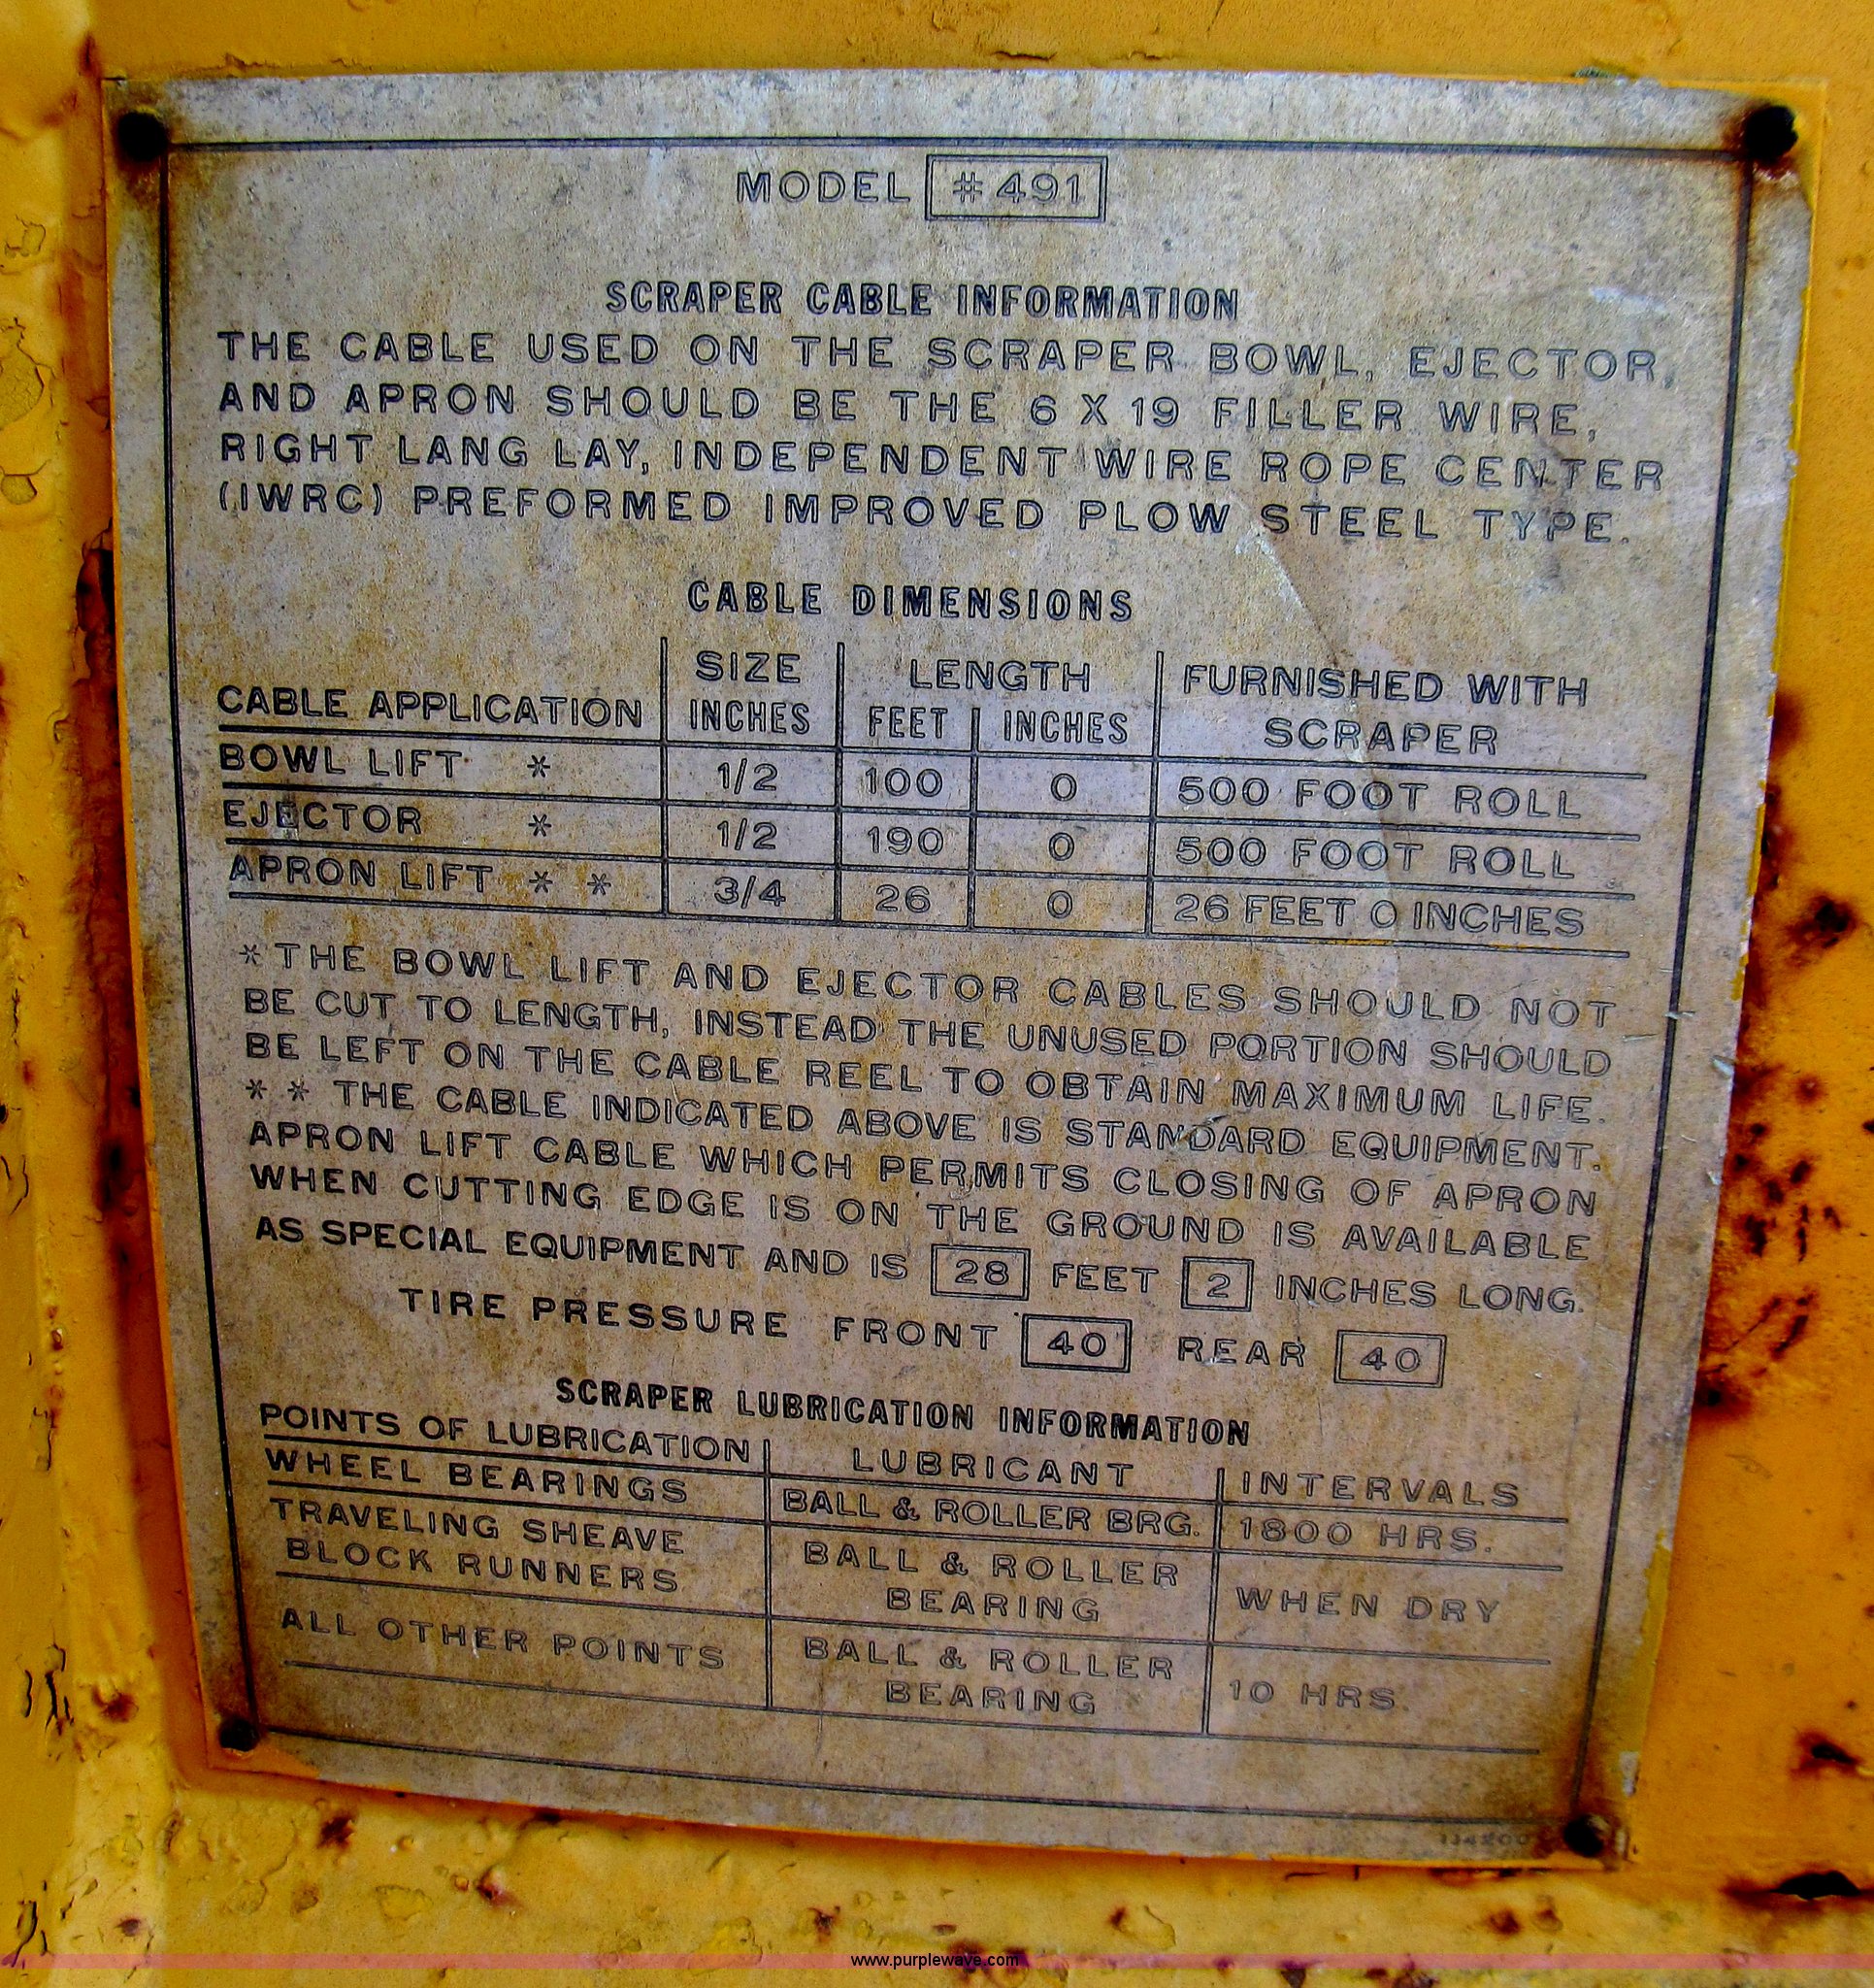 MODEL #491
SCRAPER CABLE INFORMATION
THE CABLE USED ON THE SCRAPER BOWL, EJECTOR,
AND APRON SHOULD BE THE 6 X 19 FILLER WIRE,
RIGHT LANG LAY, INDEPENDENT WIRE ROPE CENTER
(IWRC) PREFORMED IMPROVED PLOW STEEL TYPE.
CABLE DIMENSIONS
CABLE APPLICATION SIZE INCHES LENGTH FEET INCHES FURNISHED WITH SCRAPER
BOWL LIFT * 1/2 100 0 500 FOOT ROLL
EJECTOR * 1/2 190 0 500 FOOT ROLL
APRON LIFT * * 3/4 26 0 26 FEET 0 INCHES
* THE BOWL LIFT AND EJECTOR CABLES SHOULD NOT
BE CUT TO LENGTH, INSTEAD THE UNUSED PORTION SHOULD
BE LEFT ON THE CABLE REEL TO OBTAIN MAXIMUM LIFE.
* * THE CABLE INDICATED ABOVE IS STANDARD EQUIPMENT.
APRON LIFT CABLE WHICH PERMITS CLOSING OF APRON
WHEN CUTTING EDGE IS ON THE GROUND IS AVAILABLE
AS SPECIAL EQUIPMENT AND IS 28 FEET 2 INCHES LONG.
TIRE PRESSURE FRONT 40 REAR 40
SCRAPER LUBRICATION INFORMATION
POINTS OF LUBRICATION LUBRICANT INTERVALS
WHEEL BEARINGS BALL & ROLLER BRG. 1800 HRS.
TRAVELING SHEAVE BLOCK RUNNERS BALL & ROLLER BEARING WHEN DRY
ALL OTHER POINTS BALL & ROLLER BEARING 10 HRS.
www.purplewave.com